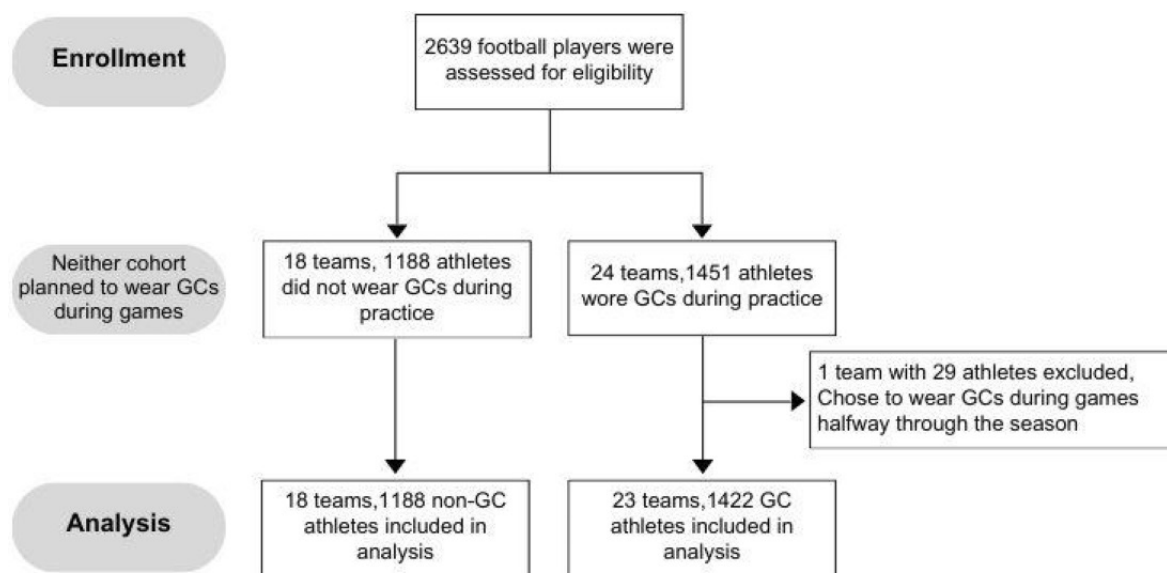 Enrollment
2639 football players were
assessed for eligibility
Neither cohort
planned to wear GCs
during games
18 teams, 1188 athletes
did not wear GCs during
practice
24 teams,1451 athletes
wore GCs during practice
1 team with 29 athletes excluded,
Chose to wear GCs during games
halfway through the season
Analysis
18 teams,1188 non-GC
athletes included in
analysis
23 teams,1422 GC
athletes included in
analysis